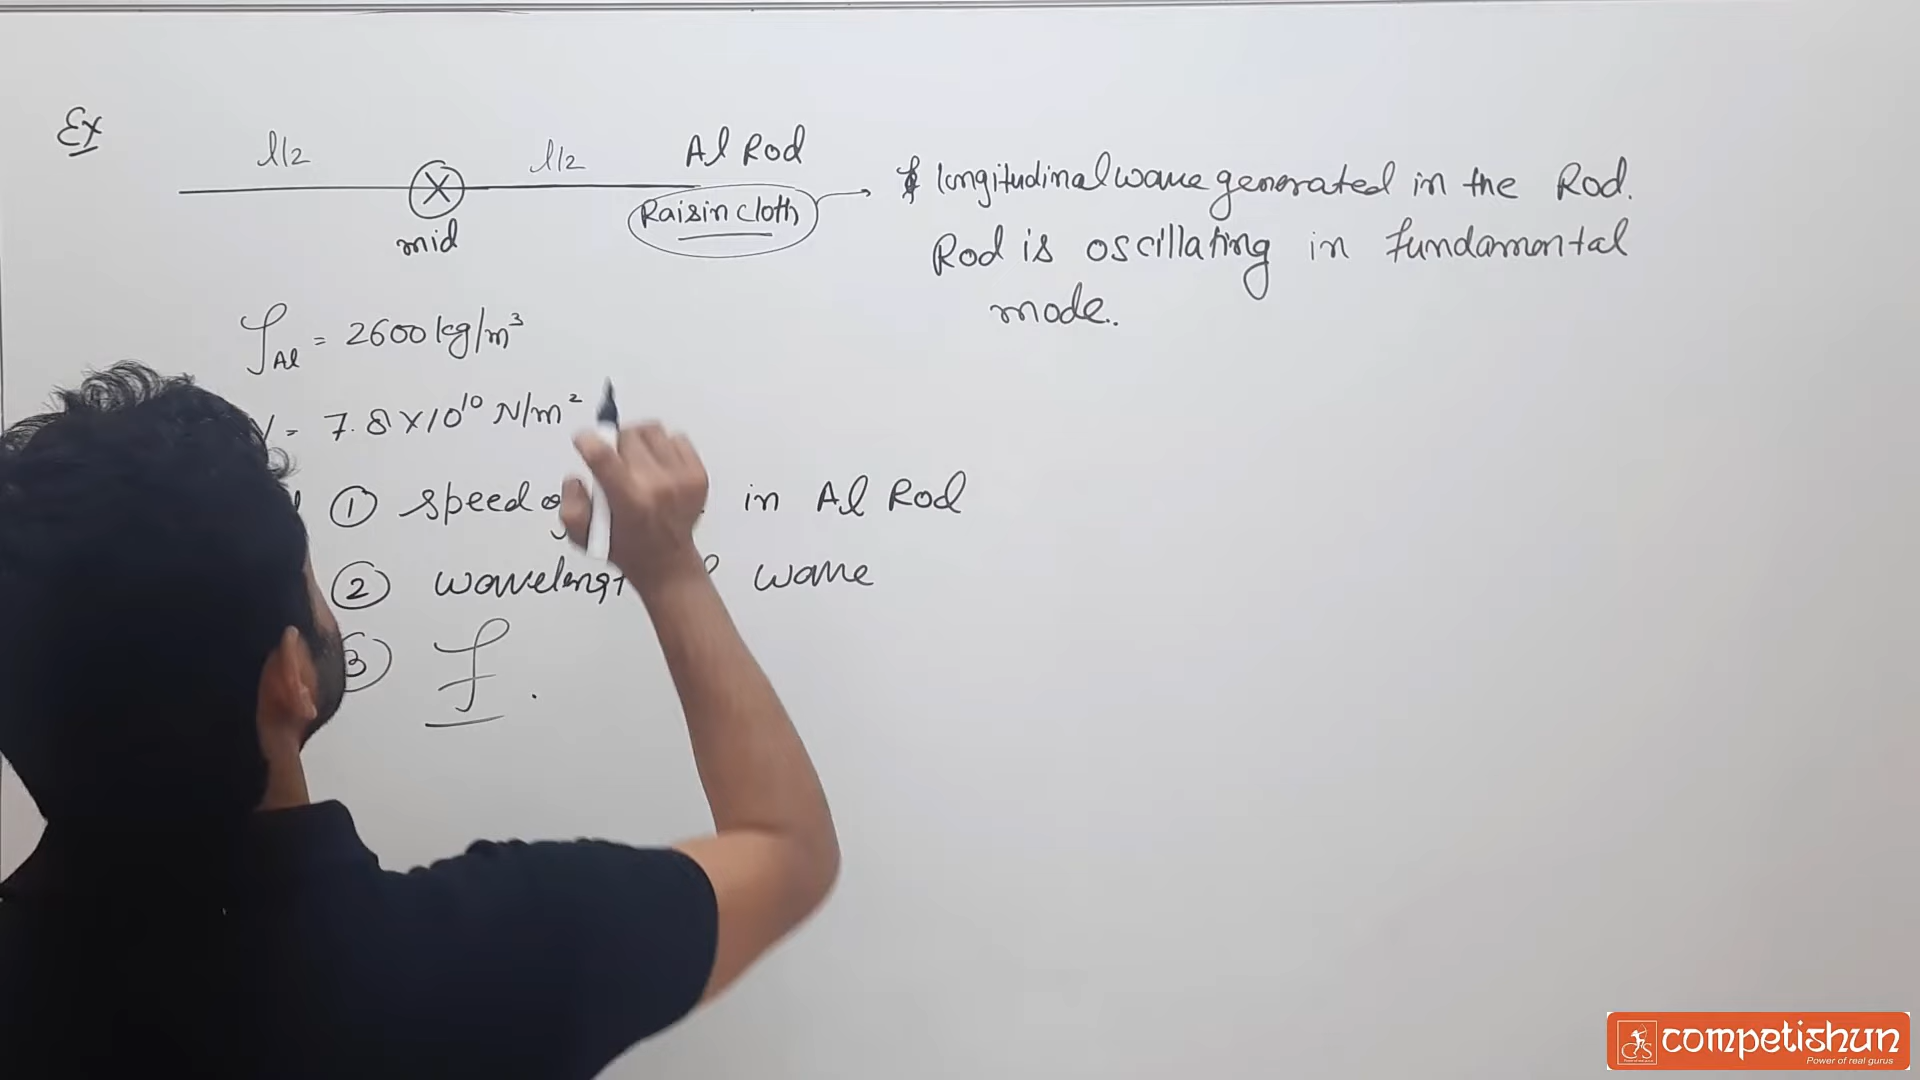 Ex
l/2 l/2 Al Rod
mid
Raisin cloth
longitudinal wave generated in the Rod.
Rod is oscillating in fundamental
mode.
ρAl = 2600 kg/m³
= 7.8 × 10¹⁰ N/m²
① speed in Al Rod
② wave
③ f.
competishun
Power of real gurus